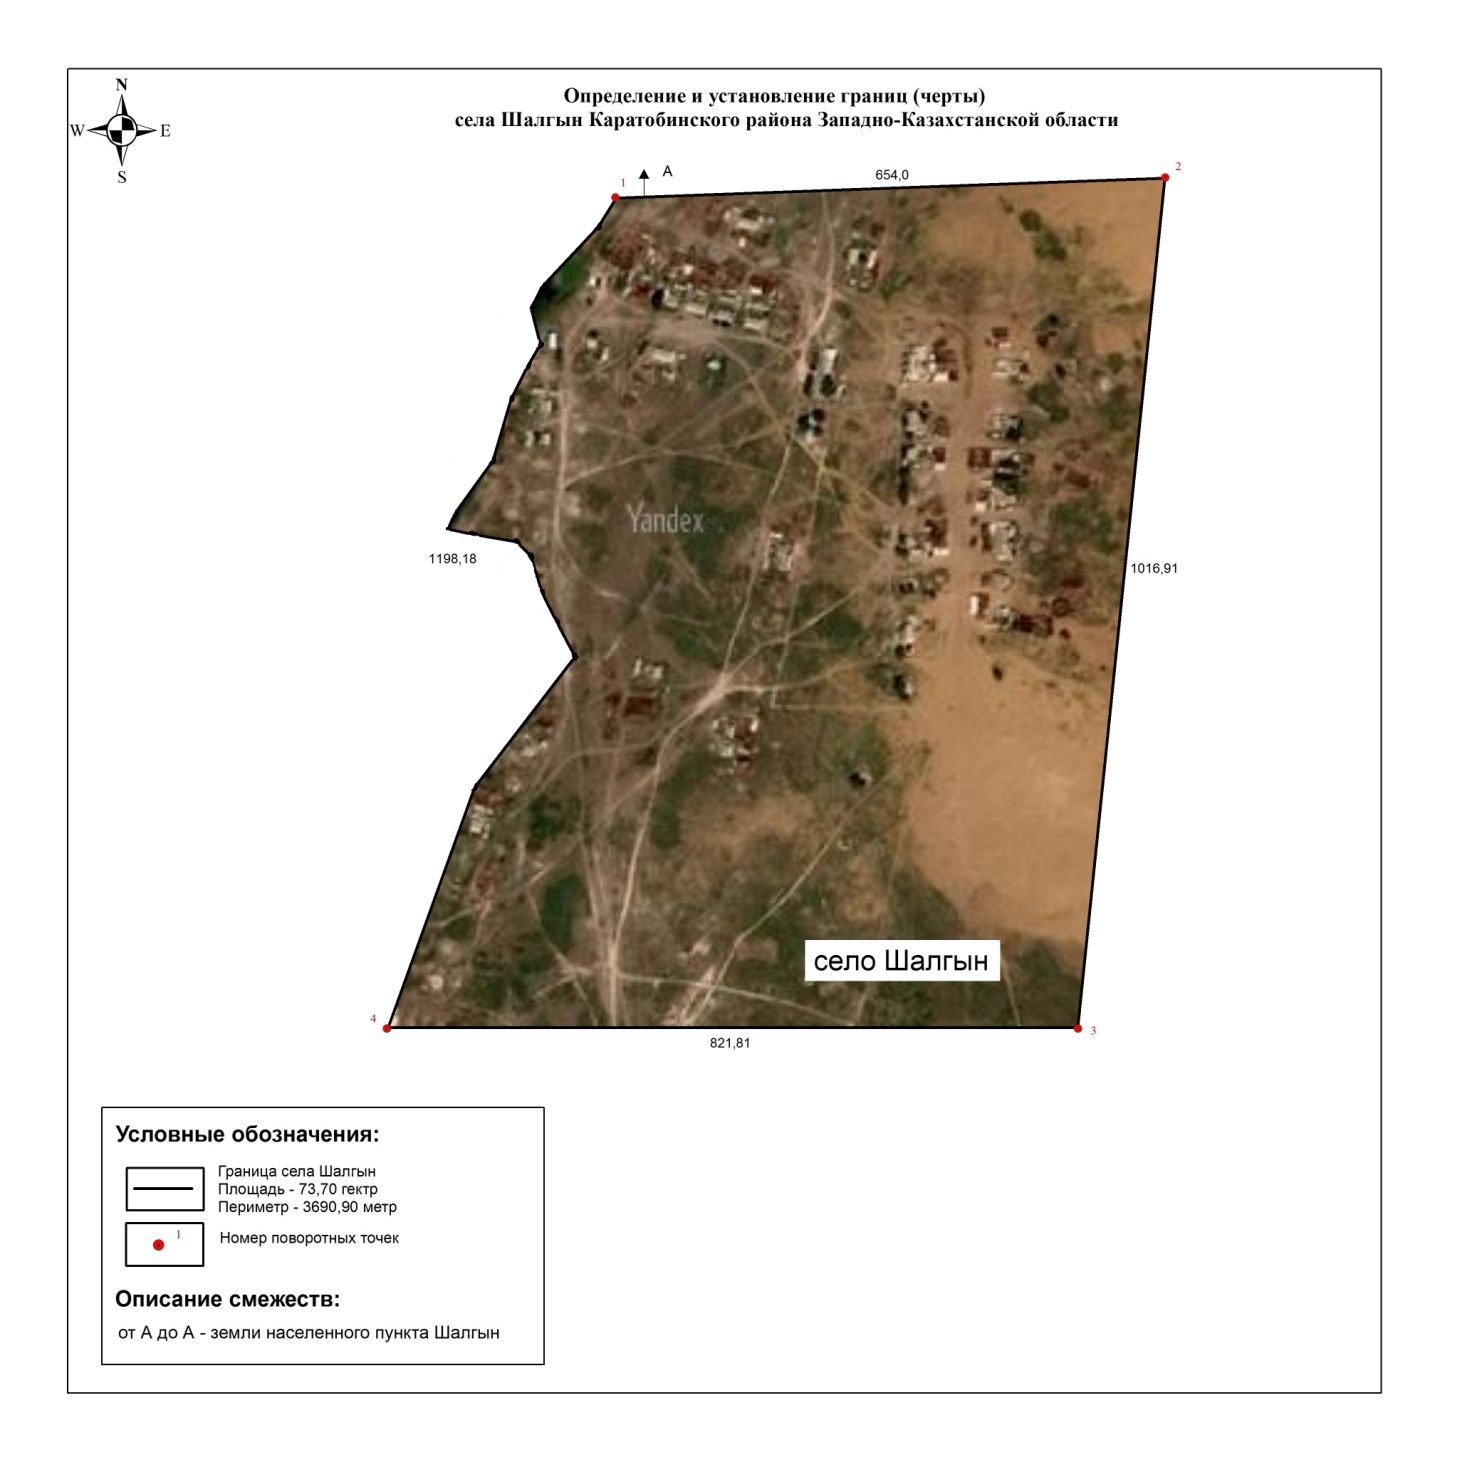 Определение и установление границ (черты)
села Шалгын Каратобинского района Западно-Казахстанской области
N
W
E
S
1
А
654,0
2
Yandex
1198,18
1016,91
село Шалгын
4
3
821,81
Условные обозначения:
Граница села Шалгын
Площадь - 73,70 гектр
Периметр - 3690,90 метр
1
Номер поворотных точек
Описание смежеств:
от А до А - земли населенного пункта Шалгын